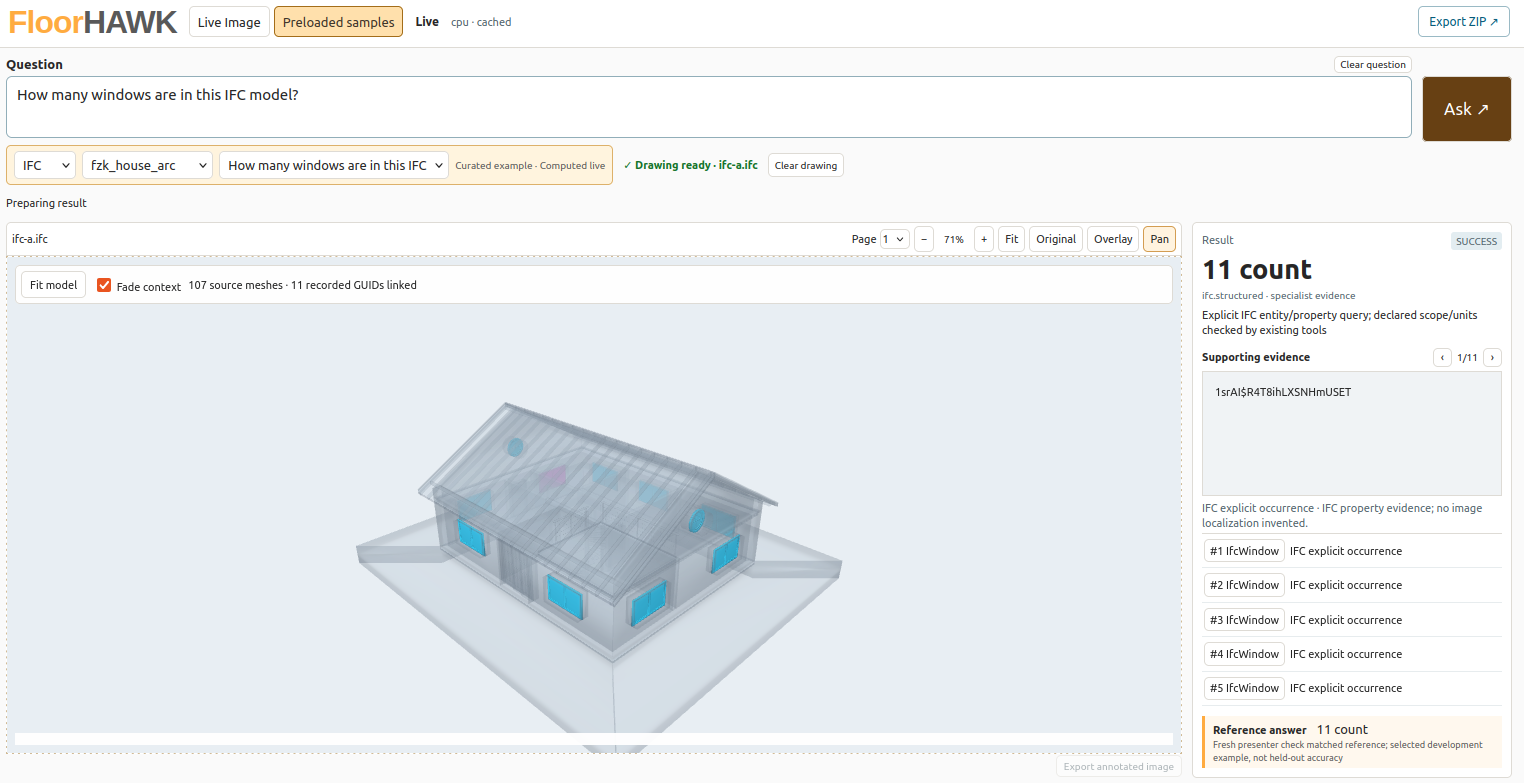 FloorHAWK Live Image Preloaded samples Live cpu · cached Export ZIP ↗
Question Clear question
How many windows are in this IFC model?
Ask ↗
IFC fzk_house_arc How many windows are in this IFC Curated example · Computed live ✓ Drawing ready · ifc-a.ifc Clear drawing
Preparing result
ifc-a.ifc Page 1 − 71% + Fit Original Overlay Pan
Fit model Fade context 107 source meshes · 11 recorded GUIDs linked
Export annotated image
Result SUCCESS
11 count
ifc.structured · specialist evidence
Explicit IFC entity/property query; declared scope/units
checked by existing tools
Supporting evidence ‹ 1/11 ›
1srAI$R4T8ihLXSNHmUSET
IFC explicit occurrence · IFC property evidence; no image
localization invented.
#1 IfcWindow IFC explicit occurrence
#2 IfcWindow IFC explicit occurrence
#3 IfcWindow IFC explicit occurrence
#4 IfcWindow IFC explicit occurrence
#5 IfcWindow IFC explicit occurrence
Reference answer 11 count
Fresh presenter check matched reference; selected development
example, not held-out accuracy